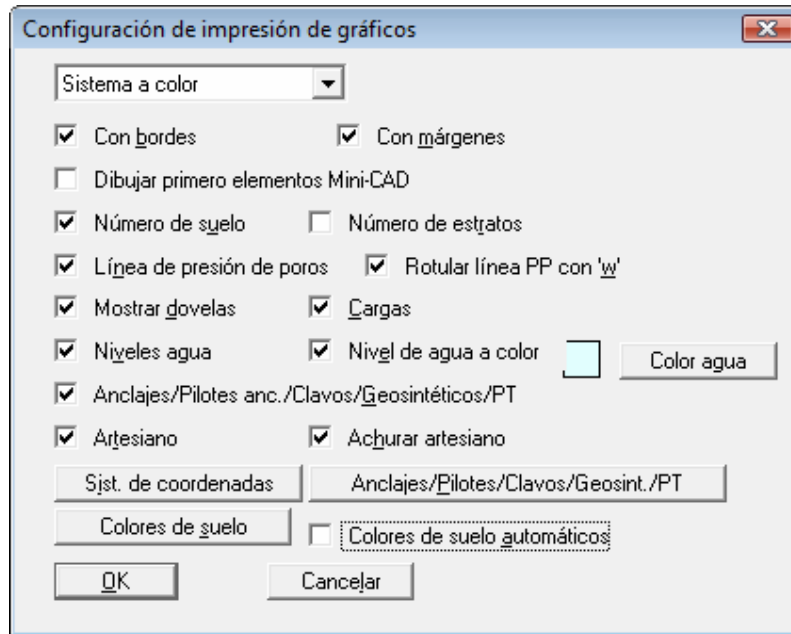 Configuración de impresión de gráficos
Sistema a color
Con bordes Con márgenes
Dibujar primero elementos Mini-CAD
Número de suelo Número de estratos
Línea de presión de poros Rotular línea PP con 'w'
Mostrar dovelas Cargas
Niveles agua Nivel de agua a color Color agua
Anclajes/Pilotes anc./Clavos/Geosintéticos/PT
Artesiano Achurar artesiano
Sist. de coordenadas Anclajes/Pilotes/Clavos/Geosint./PT
Colores de suelo Colores de suelo automáticos
OK Cancelar